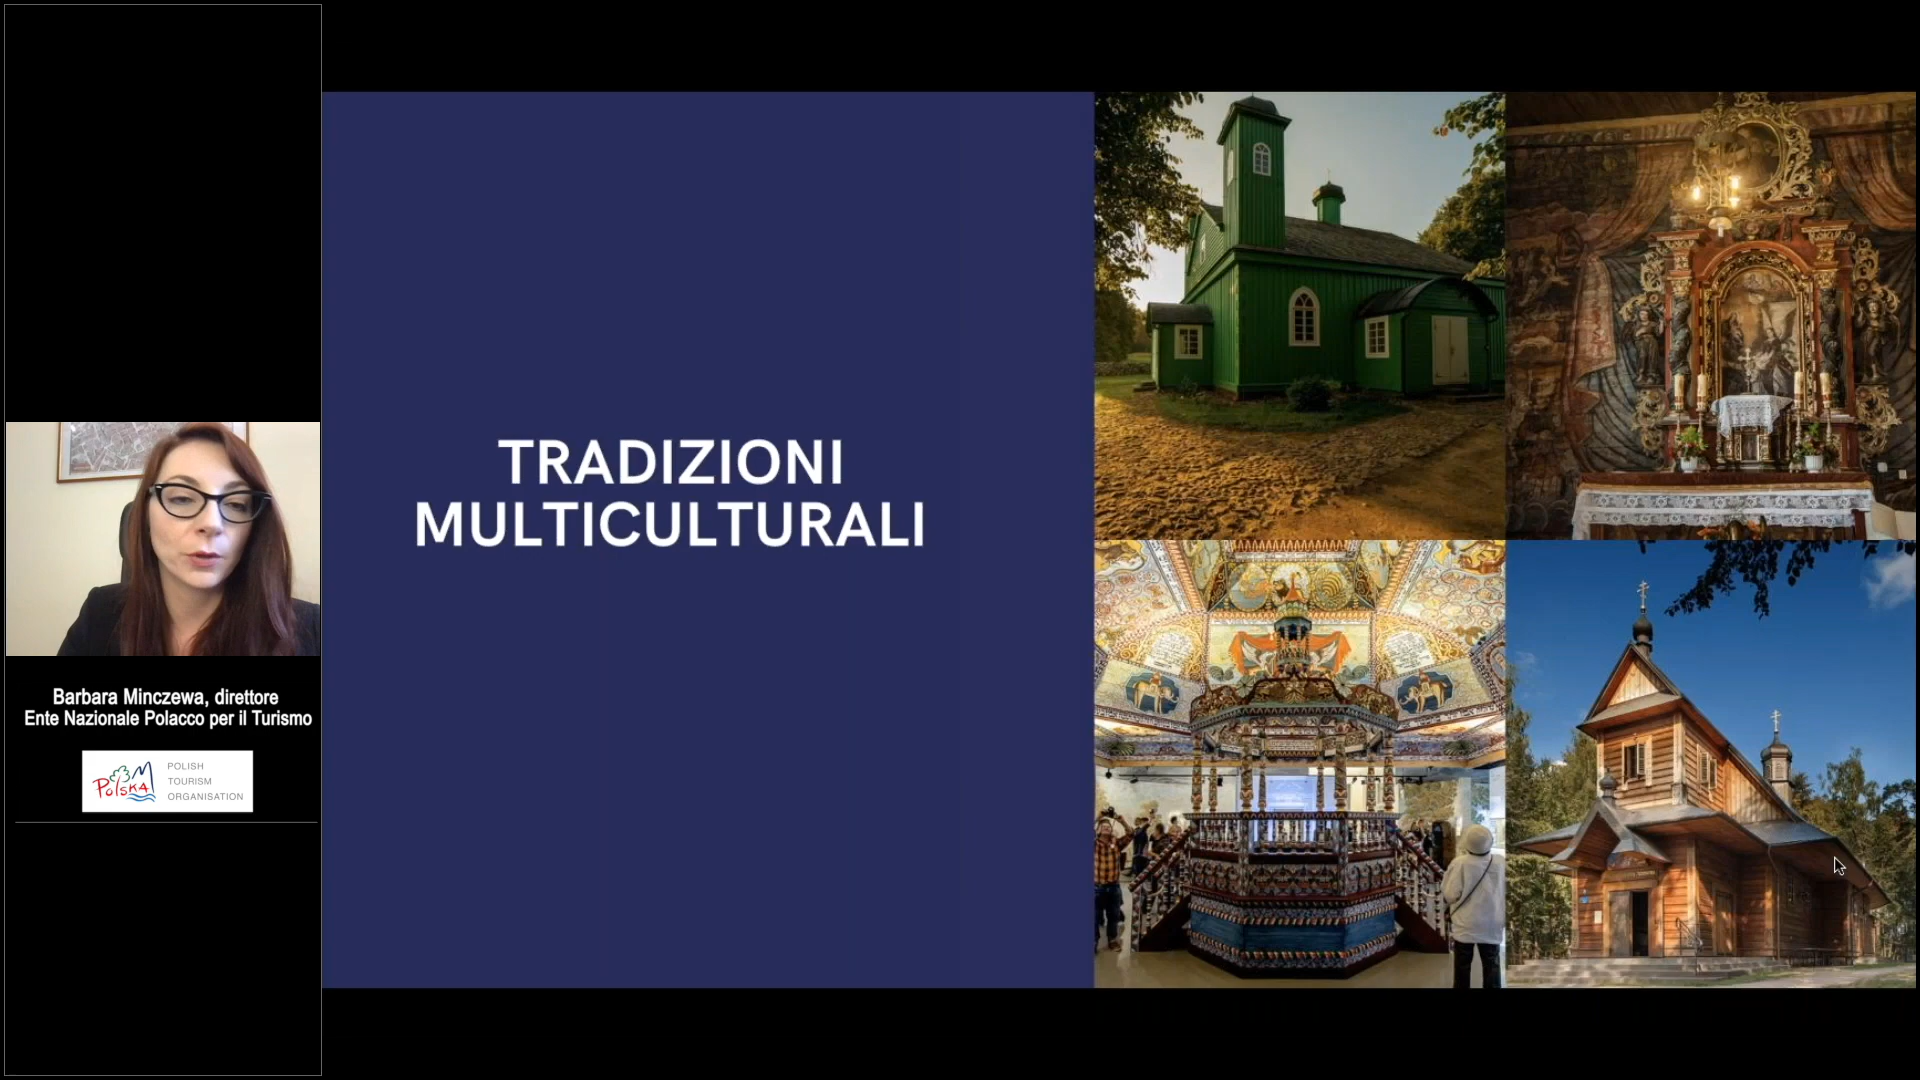 TRADIZIONI
MULTICULTURALI
Barbara Minczewa, direttore
Ente Nazionale Polacco per il Turismo
Polska
POLISH
TOURISM
ORGANISATION